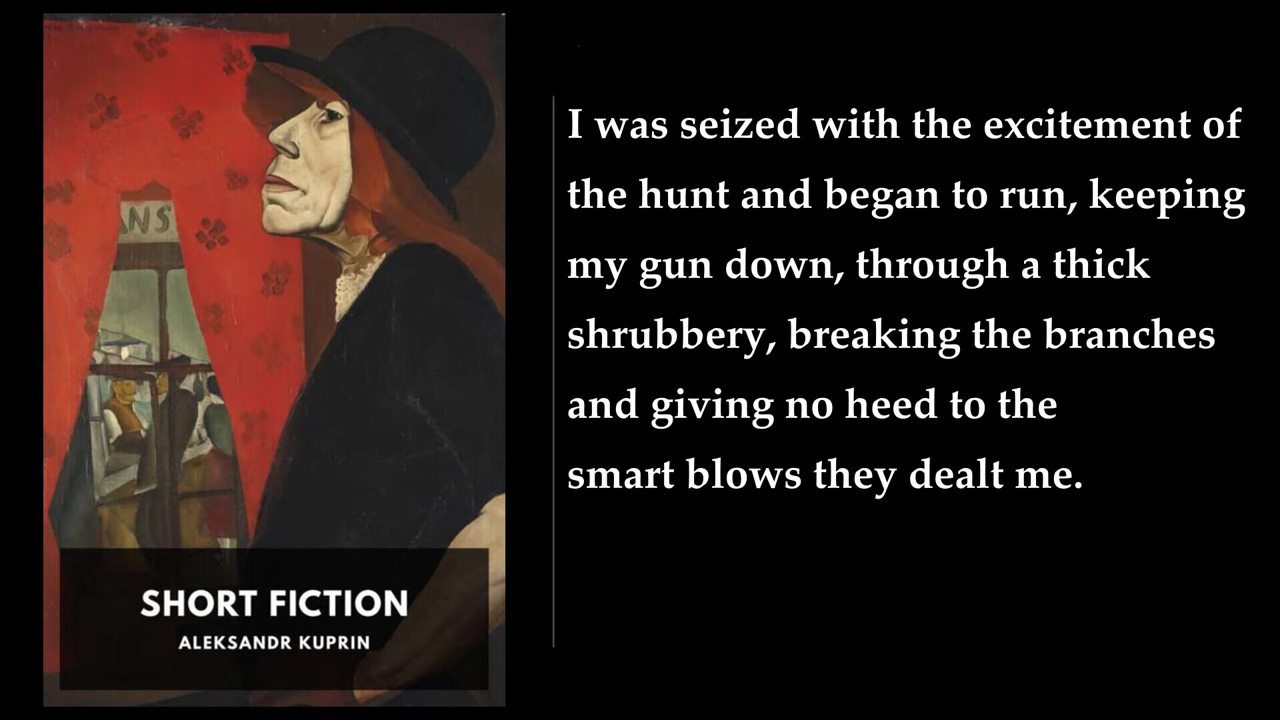 ANS
SHORT FICTION
ALEKSANDR KUPRIN
I was seized with the excitement of
the hunt and began to run, keeping
my gun down, through a thick
shrubbery, breaking the branches
and giving no heed to the
smart blows they dealt me.